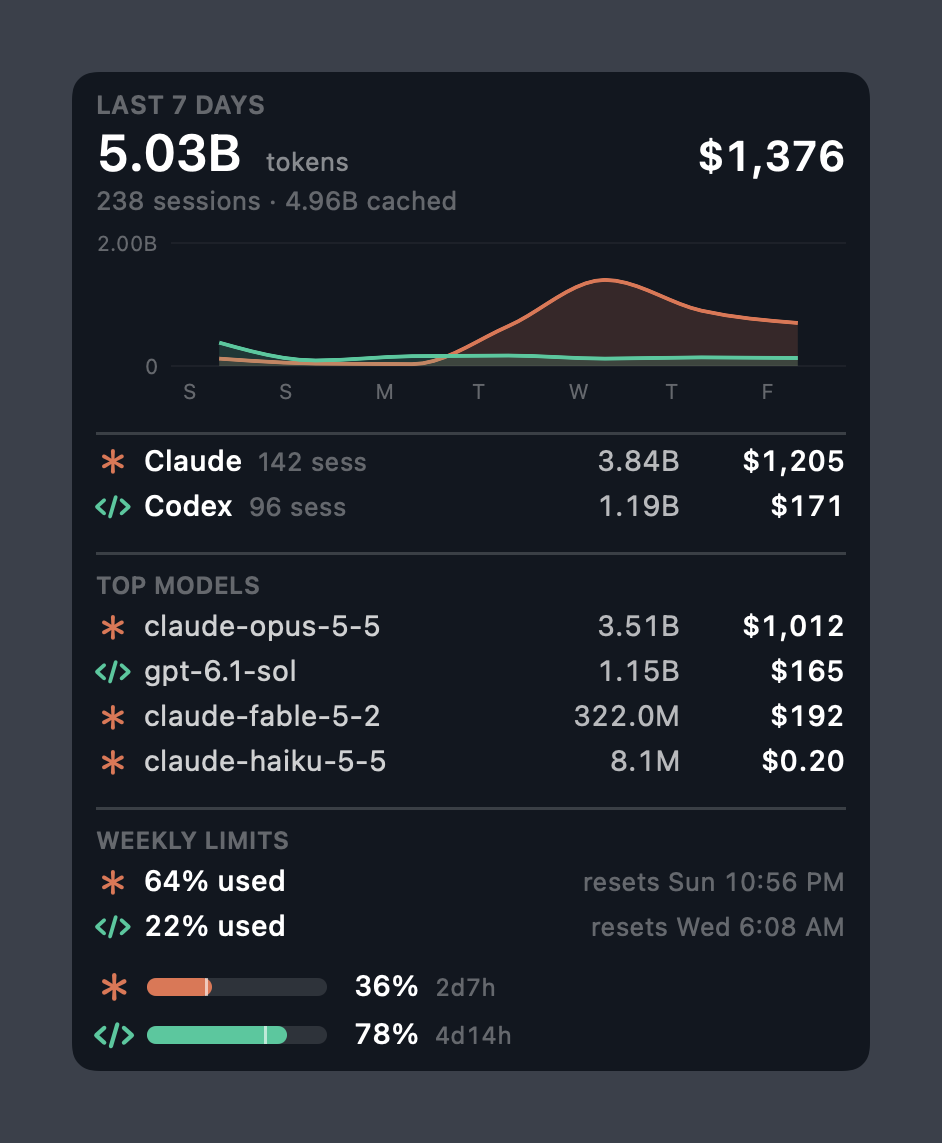 LAST 7 DAYS
5.03B tokens $1,376
238 sessions · 4.96B cached
2.00B
0
S S M T W T F
Claude 142 sess 3.84B $1,205
</> Codex 96 sess 1.19B $171
TOP MODELS
claude-opus-5-5 3.51B $1,012
</> gpt-6.1-sol 1.15B $165
claude-fable-5-2 322.0M $192
claude-haiku-5-5 8.1M $0.20
WEEKLY LIMITS
64% used resets Sun 10:56 PM
</> 22% used resets Wed 6:08 AM
36% 2d7h
</> 78% 4d14h